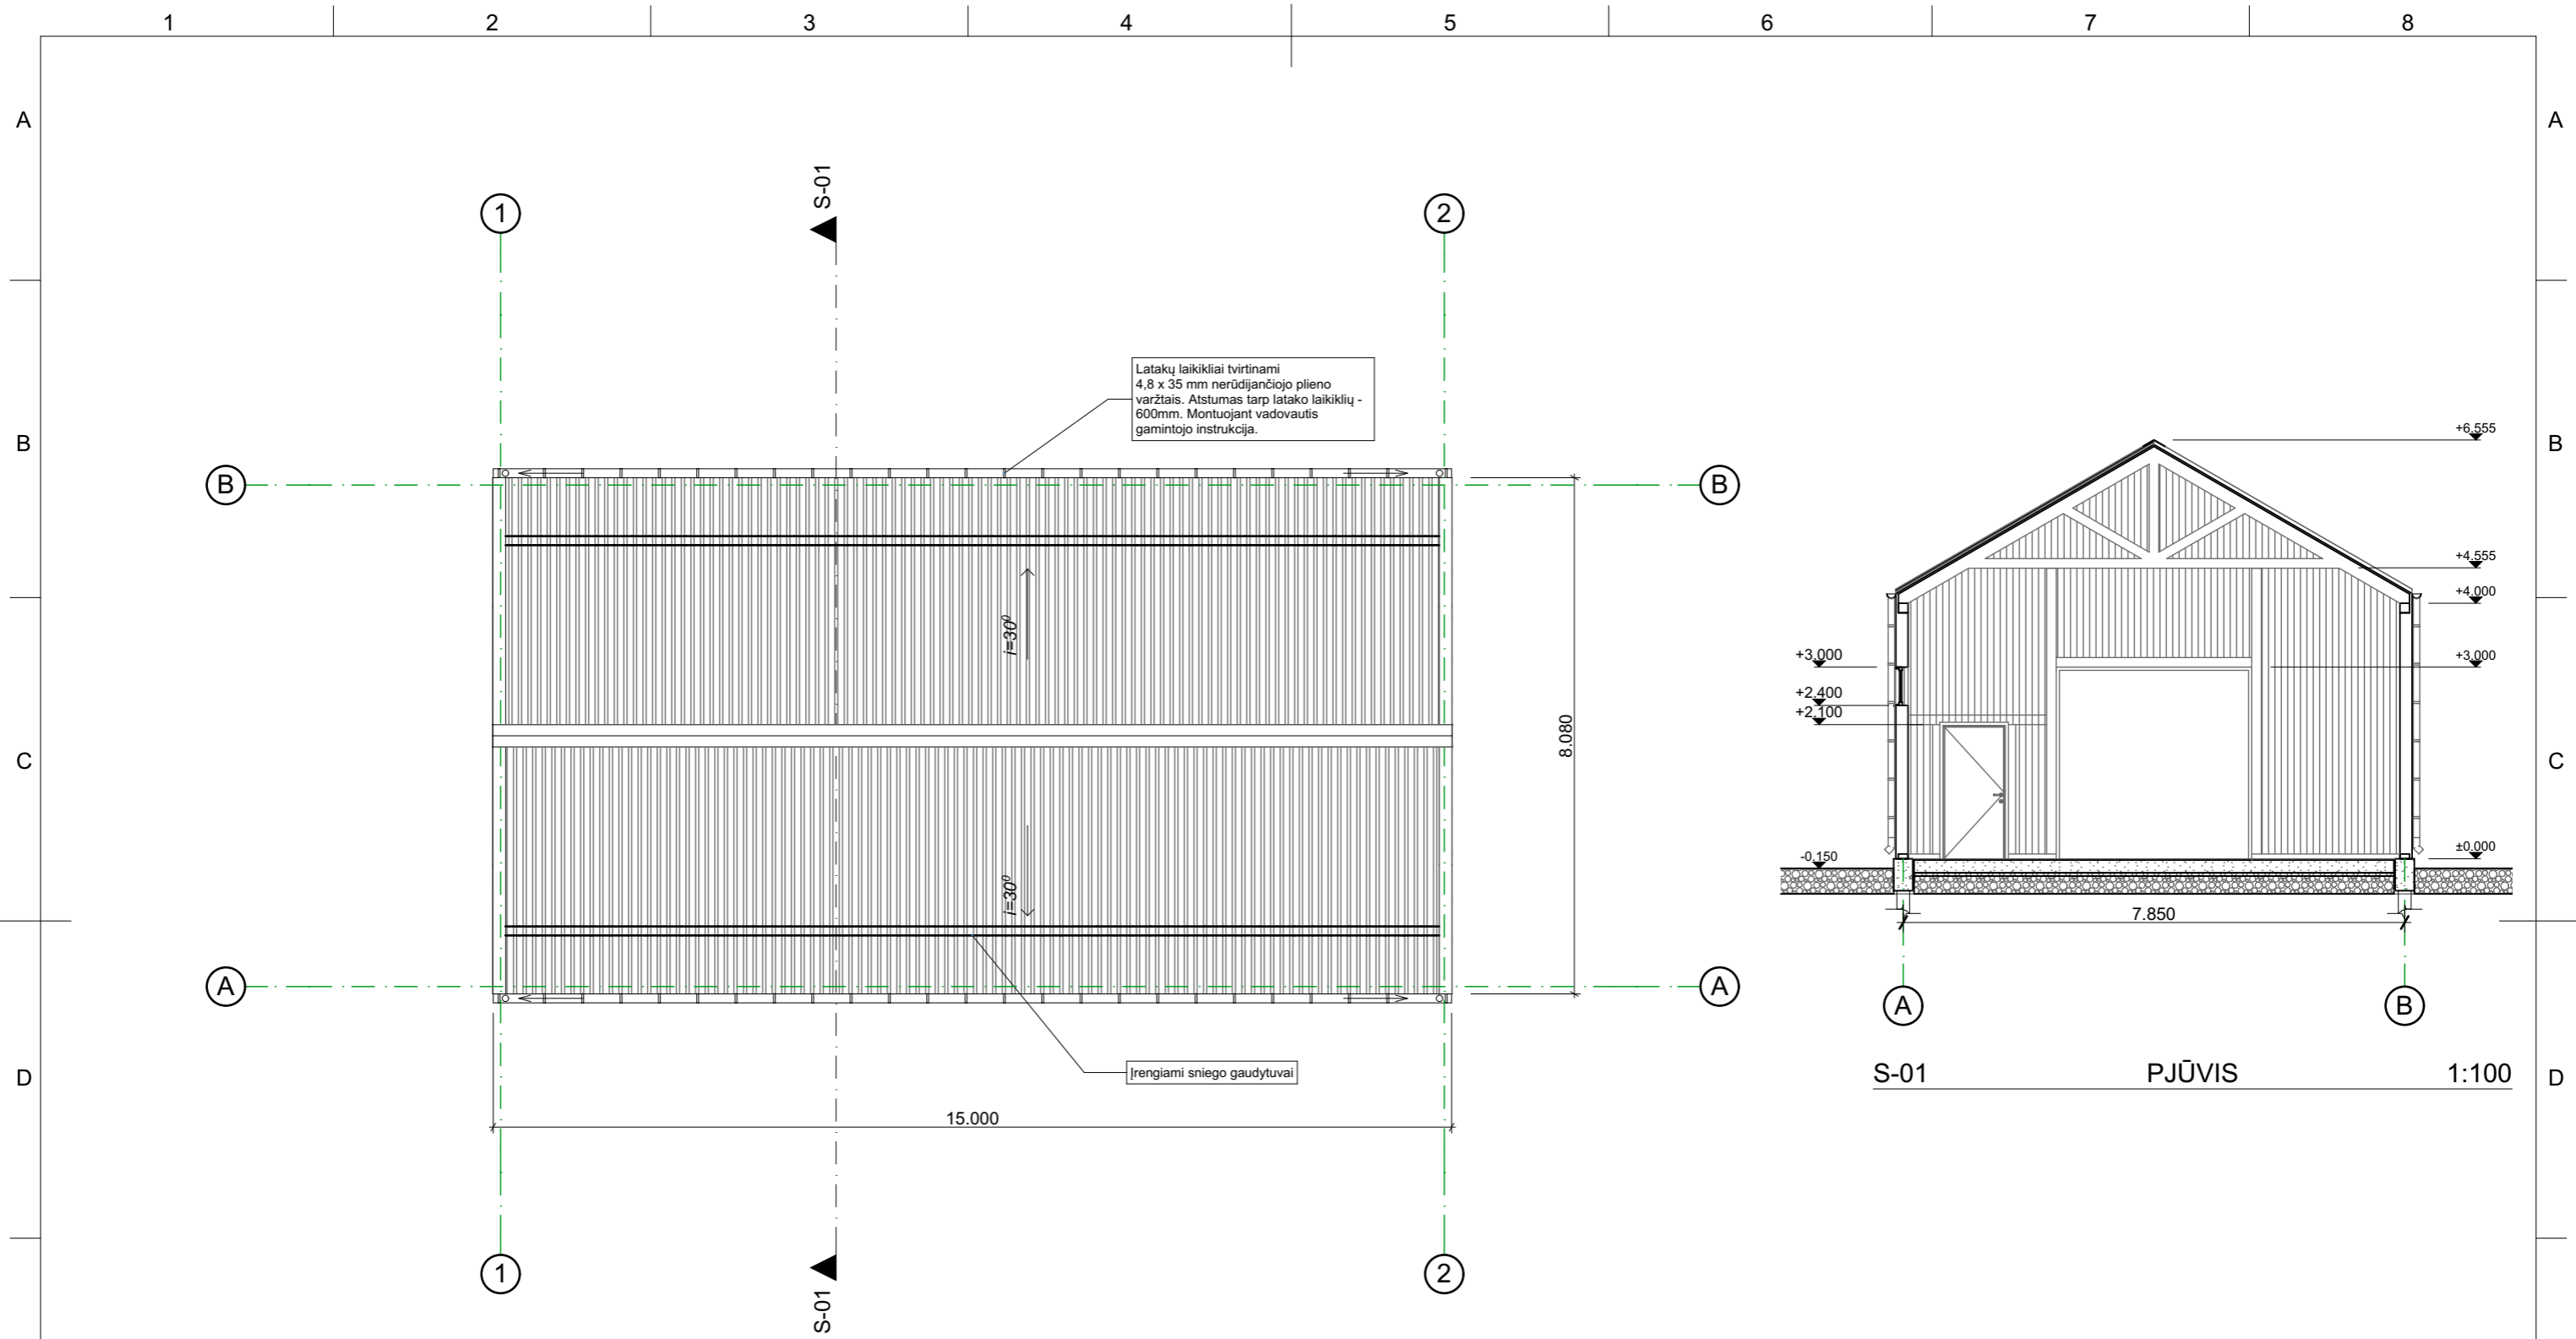 1 2 3 4 5 6 7 8
A A
S-01
1 2
Latakų laikikliai tvirtinami
4,8 x 35 mm nerūdijančiojo plieno
varžtais. Atstumas tarp latako laikiklių -
600mm. Montuojant vadovautis
gamintojo instrukcija.
B B
+6.555
B B
+4.555
+4.000
i=30⁰
+3.000 +3.000
+2.400
+2.100
8.080
C C
±0.000
-0.150
i=30⁰
7.850
A A
A B
Įrengiami sniego gaudytuvai
S-01 PJŪVIS 1:100
D D
15.000
1 2
S-01